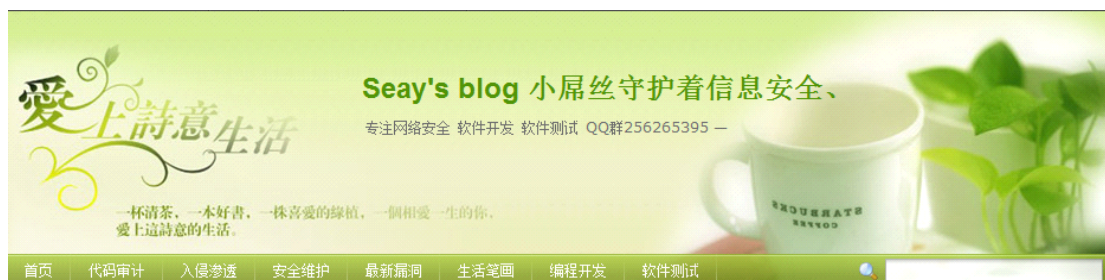 愛上詩意生活
Seay's blog 小屌丝守护着信息安全、
专注网络安全 软件开发 软件测试 QQ群256265395 —
一杯清茶，一本好書，一株喜愛的綠植，一個相愛一生的你，
愛上這詩意的生活。
STARBUCKS
COFFEE
首页 代码审计 入侵渗透 安全维护 最新漏洞 生活笔画 编程开发 软件测试